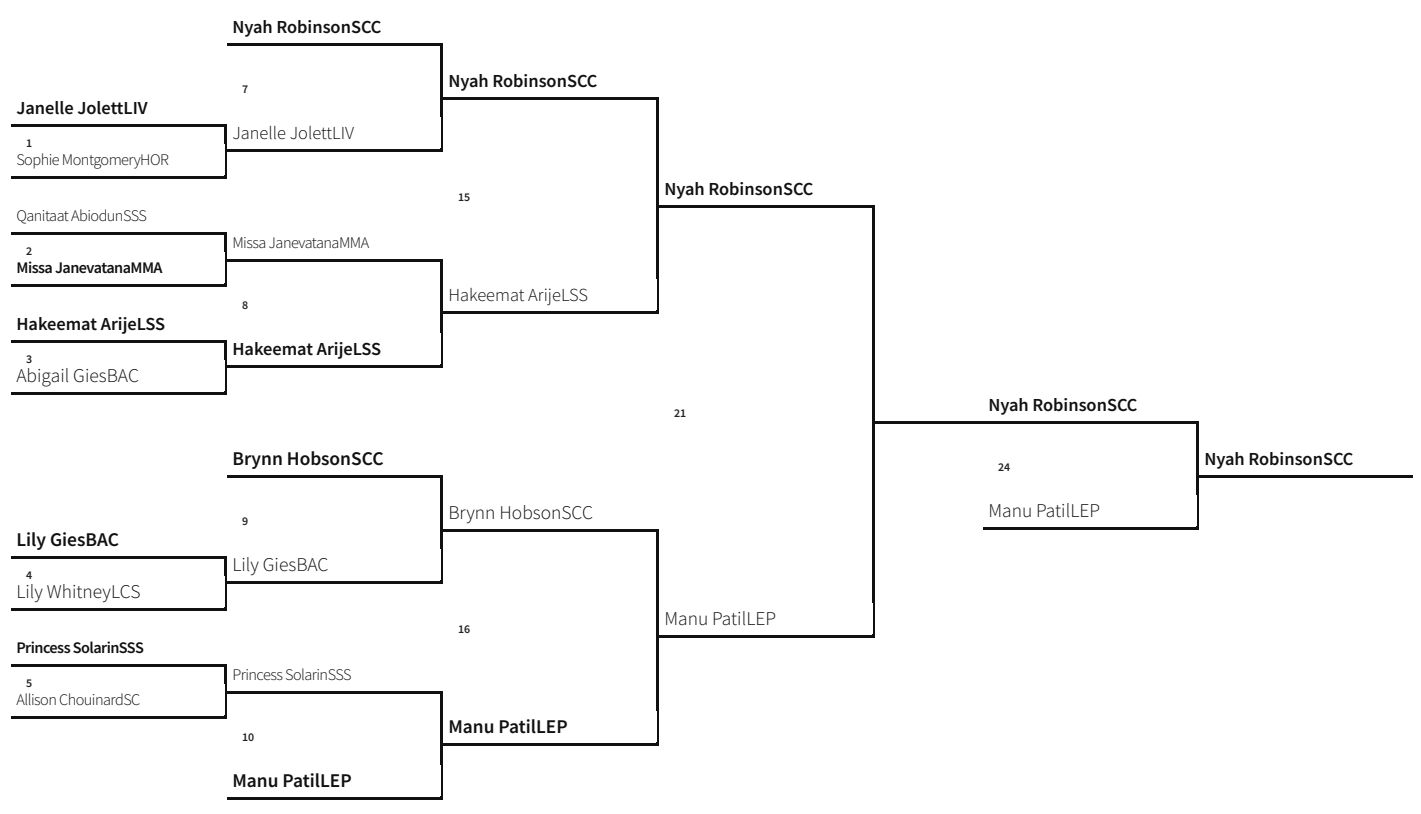 Nyah RobinsonSCC
7
Janelle JolettLIV
Janelle JolettLIV
1
Sophie MontgomeryHOR
Nyah RobinsonSCC
15
Qanitaat AbiodunSSS
2
Missa JanevatanaMMA
Missa JanevatanaMMA
8
Hakeemat ArijeLSS
Hakeemat ArijeLSS
3
Abigail GiesBAC
Hakeemat ArijeLSS
Nyah RobinsonSCC
21
Brynn HobsonSCC
9
Lily GiesBAC
Lily GiesBAC
4
Lily WhitneyLCS
Brynn HobsonSCC
16
Princess SolarinSSS
5
Allison ChouinardSC
Princess SolarinSSS
10
Manu PatilLEP
Manu PatilLEP
Manu PatilLEP
Nyah RobinsonSCC
24
Manu PatilLEP
Nyah RobinsonSCC